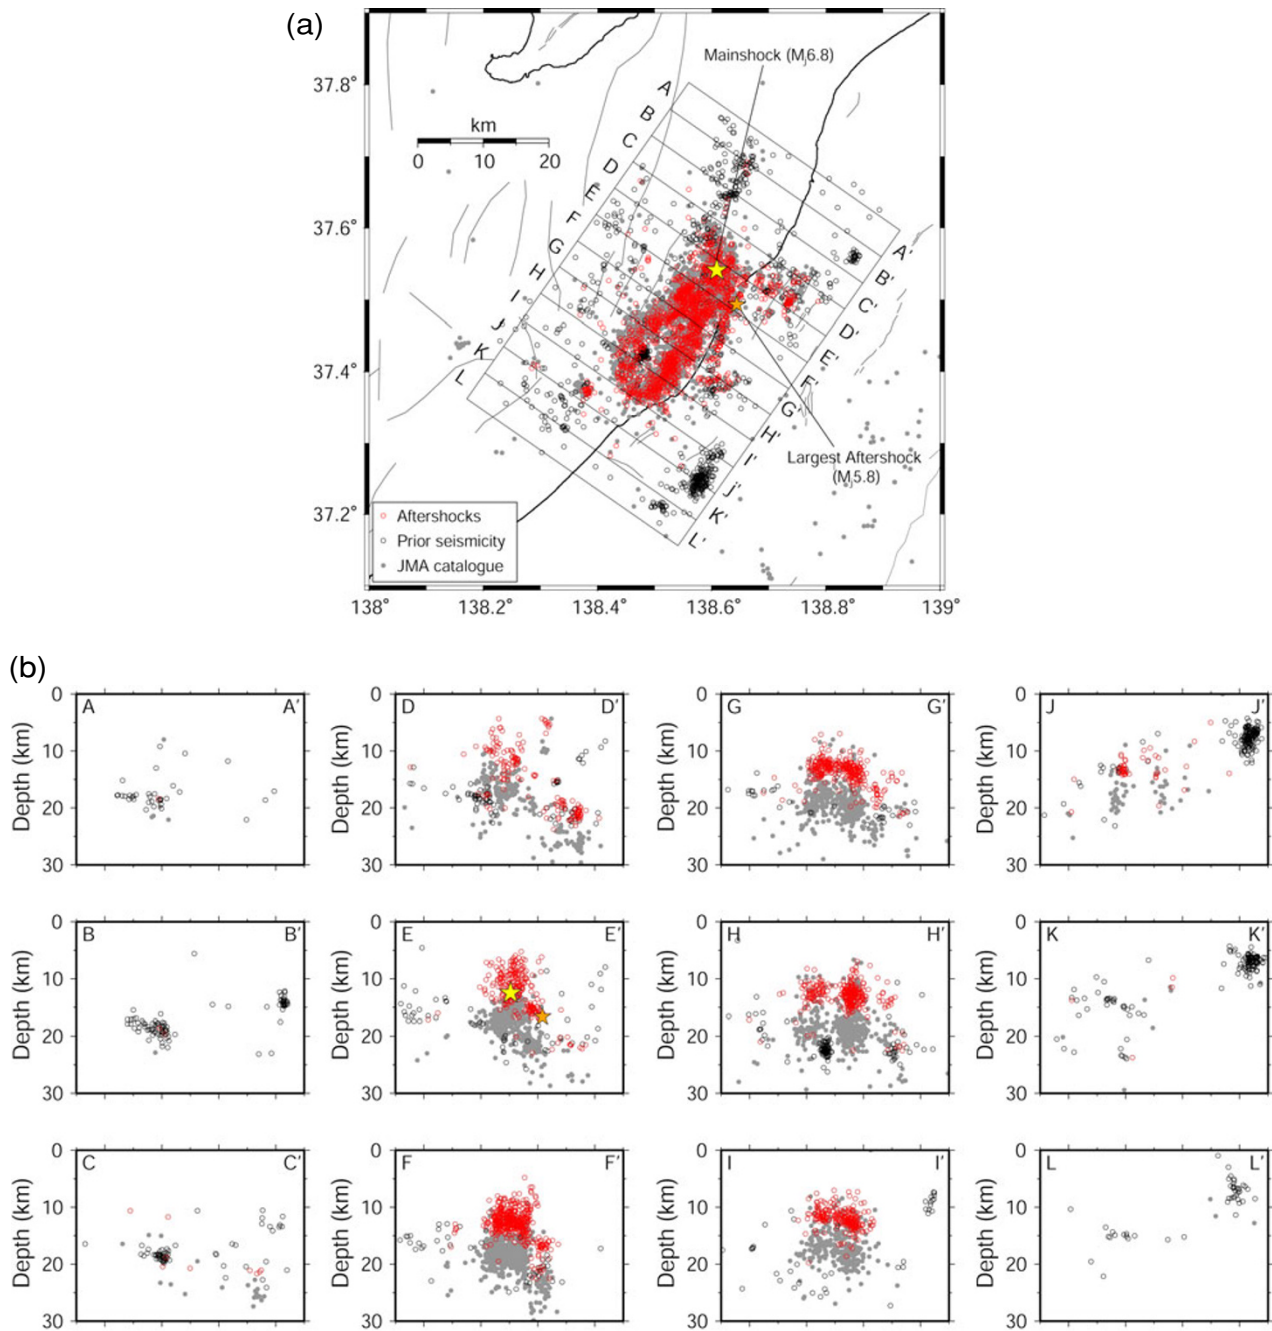 (a)
Mainshock (MJ6.8)
37.8°
37.6°
37.4°
37.2°
km
0 10 20
A
B
C
D
E
F
G
H
I
J
K
L
A'
B'
C'
D'
E'
F'
G'
H'
I'
j'
K'
L'
Largest Aftershock
(MJ5.8)
Aftershocks
Prior seismicity
JMA catalogue
138° 138.2° 138.4° 138.6° 138.8° 139°
(b)
A A'
Depth (km)
0
10
20
30
D D'
Depth (km)
0
10
20
30
G G'
Depth (km)
0
10
20
30
J J'
Depth (km)
0
10
20
30
B B'
Depth (km)
0
10
20
30
E E'
Depth (km)
0
10
20
30
H H'
Depth (km)
0
10
20
30
K K'
Depth (km)
0
10
20
30
C C'
Depth (km)
0
10
20
30
F F'
Depth (km)
0
10
20
30
I I'
Depth (km)
0
10
20
30
L L'
Depth (km)
0
10
20
30